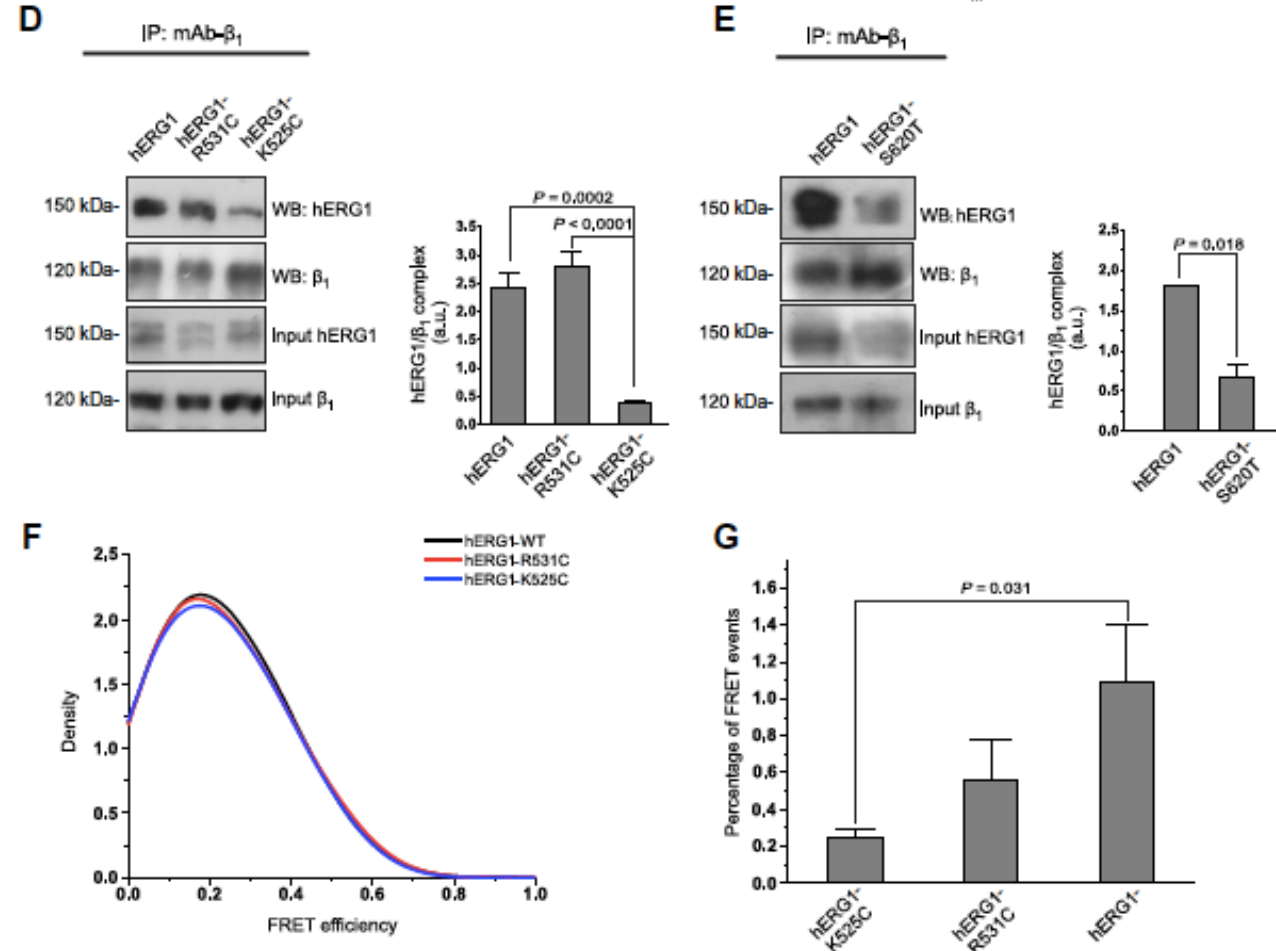 D
IP: mAb-β1
hERG1
hERG1-
R531C
hERG1-
K525C
150 kDa-
WB: hERG1
120 kDa-
WB: β1
150 kDa-
Input hERG1
120 kDa-
Input β1
hERG1/β1 complex
(a.u.)
3.5
3.0
2.5
2.0
1.5
1.0
0.5
0.0
P = 0.0002
P < 0.0001
hERG1
hERG1-
R531C
hERG1-
K525C
E
IP: mAb-β1
hERG1
hERG1-
S620T
150 kDa-
WB: hERG1
120 kDa-
WB: β1
150 kDa-
Input hERG1
120 kDa-
Input β1
hERG1/β1 complex
(a.u.)
2.5
2.0
1.5
1.0
0.5
0.0
P = 0.018
hERG1
hERG1-
S620T
F
hERG1-WT
hERG1-R531C
hERG1-K525C
Density
2.5
2.0
1.5
1.0
0.5
0.0
0.0 0.2 0.4 0.6 0.8 1.0
FRET efficiency
G
Percentage of FRET events
1.6
1.4
1.2
1.0
0.8
0.6
0.4
0.2
0.0
P = 0.031
hERG1-
K525C
hERG1-
R531C
hERG1-